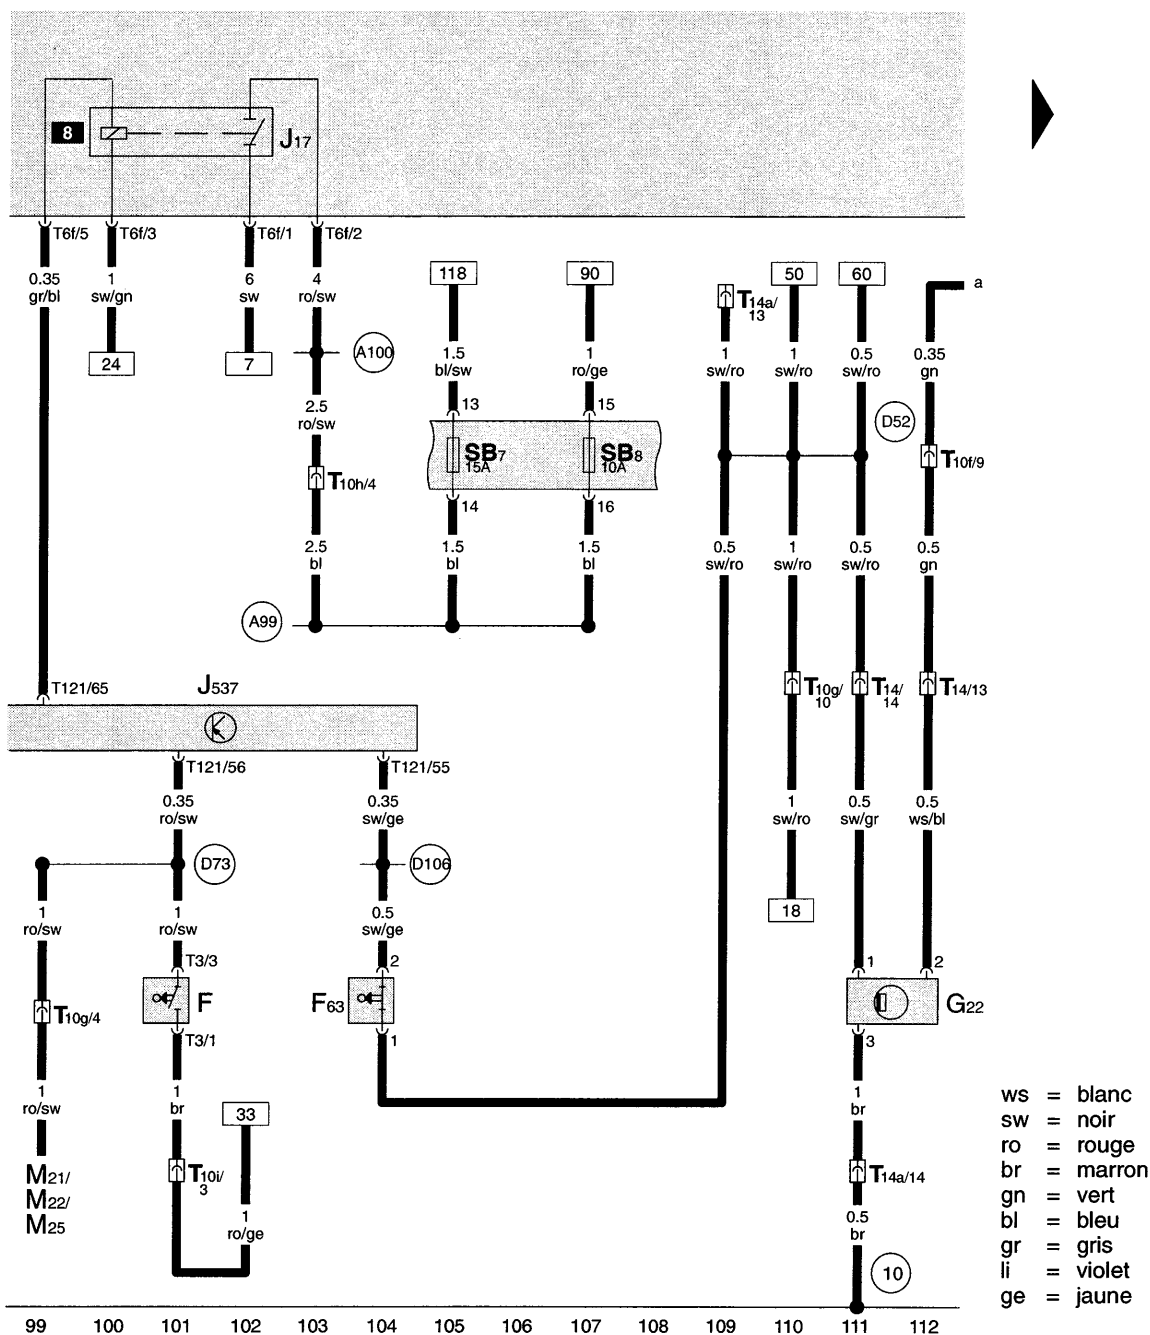 8
J17
T6f/5
T6f/3
T6f/1
T6f/2
0.35
gr/bl
1
sw/gn
6
sw
4
ro/sw
118
90
50
60
a
T14a/
13
24
7
A100
1.5
bl/sw
1
ro/ge
1
sw/ro
1
sw/ro
0.5
sw/ro
0.35
gn
2.5
ro/sw
13
15
D52
SB7
15A
SB8
10A
T10f/9
T10h/4
14
16
2.5
bl
1.5
bl
1.5
bl
0.5
sw/ro
1
sw/ro
0.5
sw/ro
0.5
gn
A99
T121/65
J537
T10g/
10
T14/
14
T14/13
T121/56
T121/55
0.35
ro/sw
0.35
sw/ge
1
sw/ro
0.5
sw/gr
0.5
ws/bl
D73
D106
1
ro/sw
1
ro/sw
0.5
sw/ge
18
T3/3
2
1
2
T10g/4
F
F63
G22
T3/1
1
3
1
ro/sw
1
br
33
1
br
M21/
M22/
M25
T10i/
3
T14a/14
1
ro/ge
0.5
br
10
ws = blanc
sw = noir
ro = rouge
br = marron
gn = vert
bl = bleu
gr = gris
li = violet
ge = jaune
99 100 101 102 103 104 105 106 107 108 109 110 111 112